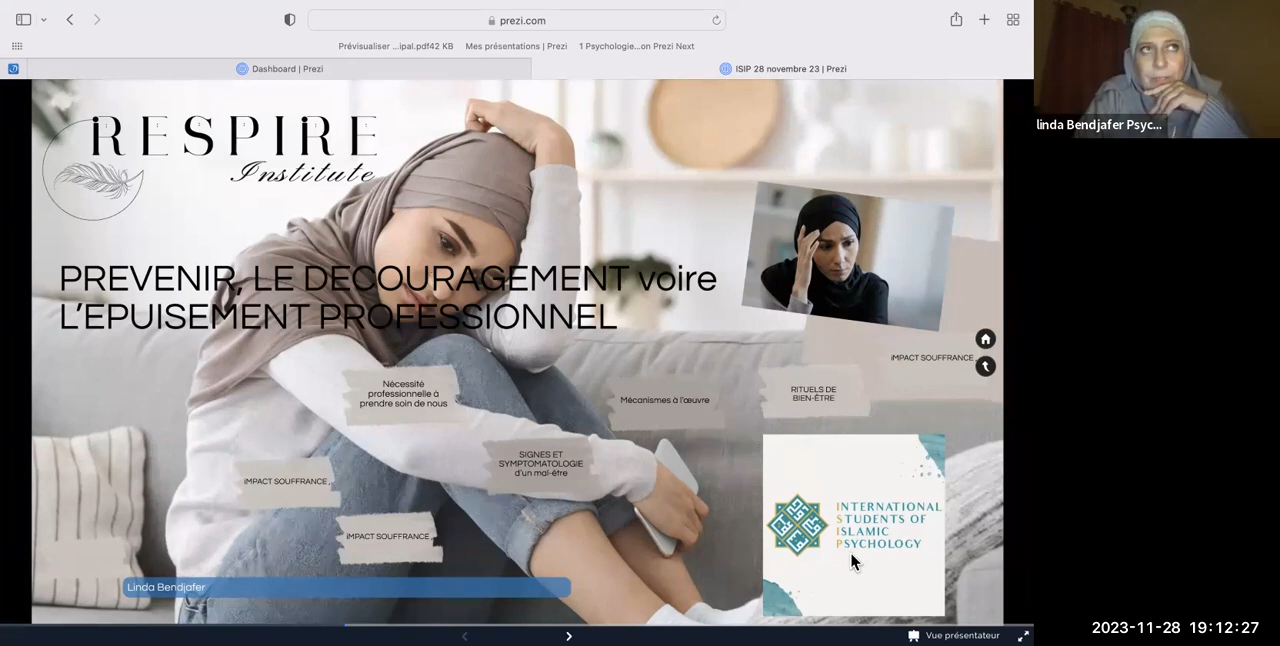 prezi.com
Prévisualiser ...ipal.pdf42 KB
Mes présentations | Prezi
1 Psychologie...on Prezi Next
Dashboard | Prezi
ISIP 28 novembre 23 | Prezi
linda Bendjafer Psyc...
RESPIRE
Institute
PREVENIR, LE DECOURAGEMENT voire
L'EPUISEMENT PROFESSIONNEL
iMPACT SOUFFRANCE,
Nécessité
professionnelle à
prendre soin de nous
Mécanismes à l'œuvre
RITUELS DE
BIEN-ÊTRE
SIGNES ET
SYMPTOMATOLOGIE
d'un mal-être
iMPACT SOUFFRANCE,
iMPACT SOUFFRANCE,
INTERNATIONAL
STUDENTS OF
ISLAMIC
PSYCHOLOGY
Linda Bendjafer
Vue présentateur
2023-11-28 19:12:27